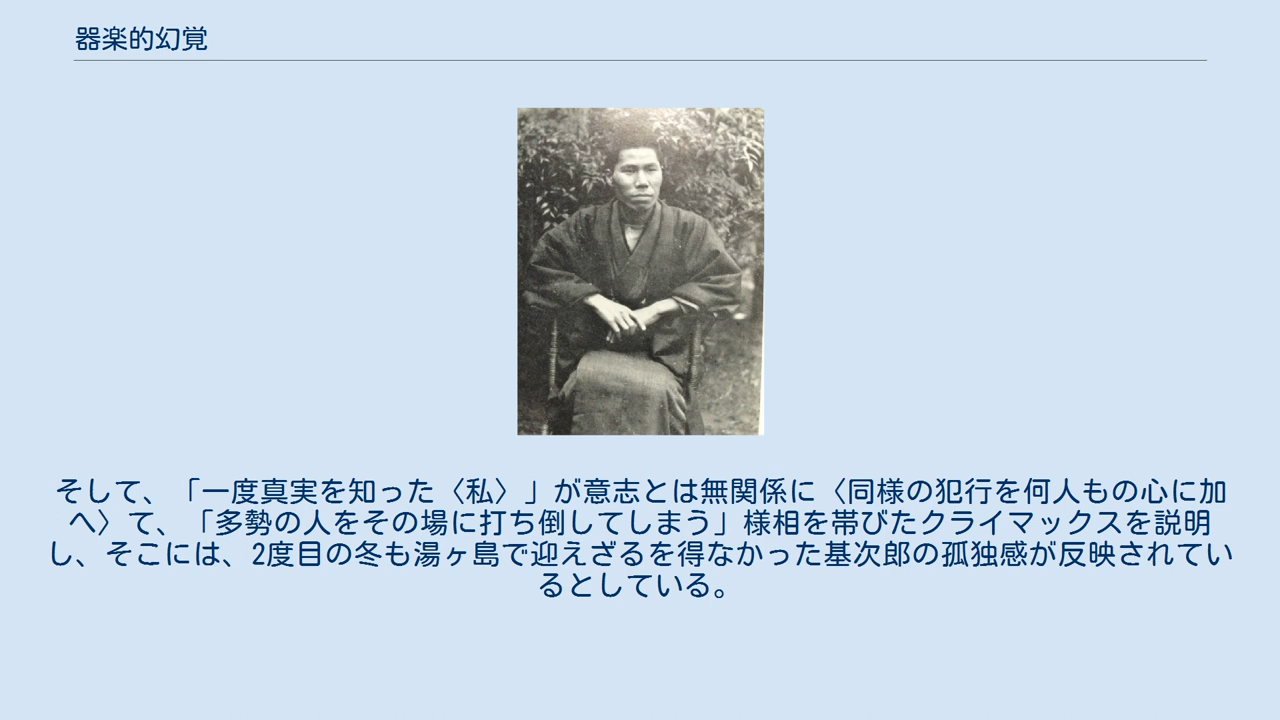 器楽的幻覚
そして、「一度真実を知った〈私〉」が意志とは無関係に〈同様の犯行を何人もの心に加
へ〉て、「多勢の人をその場に打ち倒してしまう」様相を帯びたクライマックスを説明
し、そこには、2度目の冬も湯ヶ島で迎えざるを得なかった基次郎の孤独感が反映されてい
るとしている。